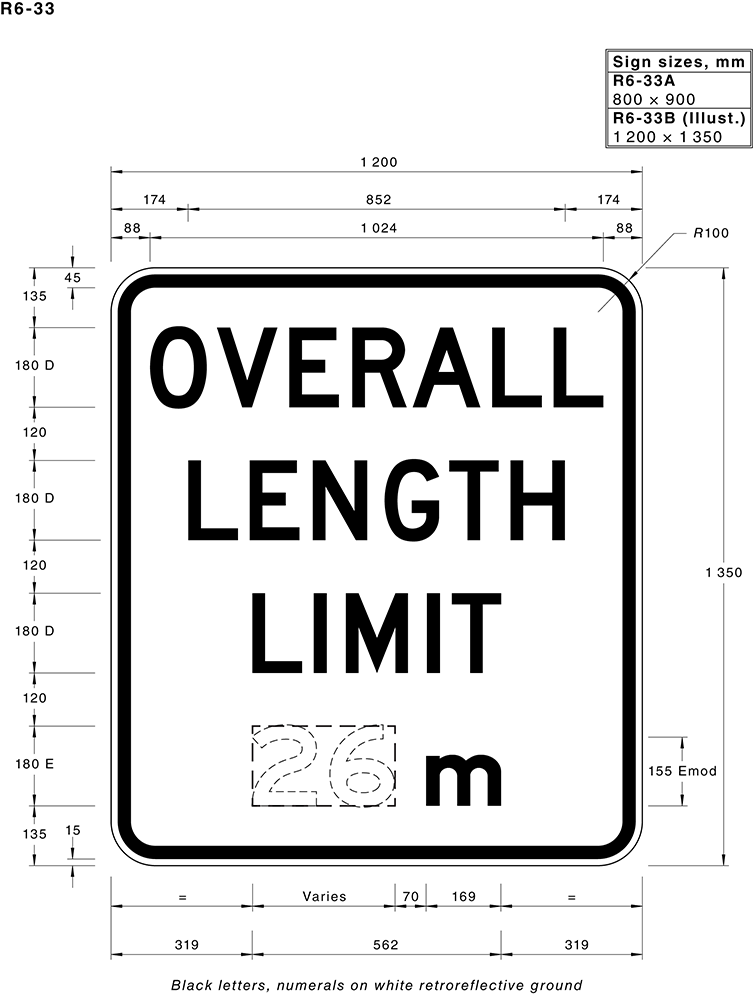 R6-33
Sign sizes, mm
R6-33A
800 × 900
R6-33B (Illust.)
1 200 × 1 350
1 200
174 852 174
88 1 024 88
R100
45
135
180 D
OVERALL
120
180 D
LENGTH
120
1 350
180 D
LIMIT
120
180 E
26 m
155 Emod
135
15
= Varies 70 169 =
319 562 319
Black letters, numerals on white retroreflective ground